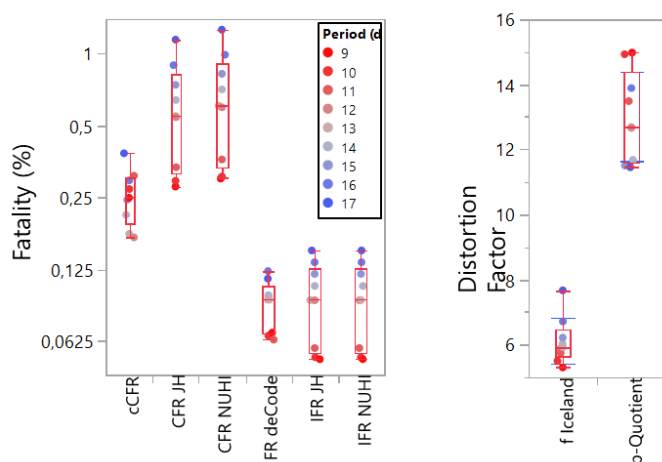 Fatality (%)
1
0,5
0,25
0,125
0,0625
Period (d
9
10
11
12
13
14
15
16
17
cCFR
CFR JH
CFR NUHI
FR deCode
IFR JH
IFR NUHI
Distortion
Factor
16
14
12
10
8
6
f Iceland
o-Quotient